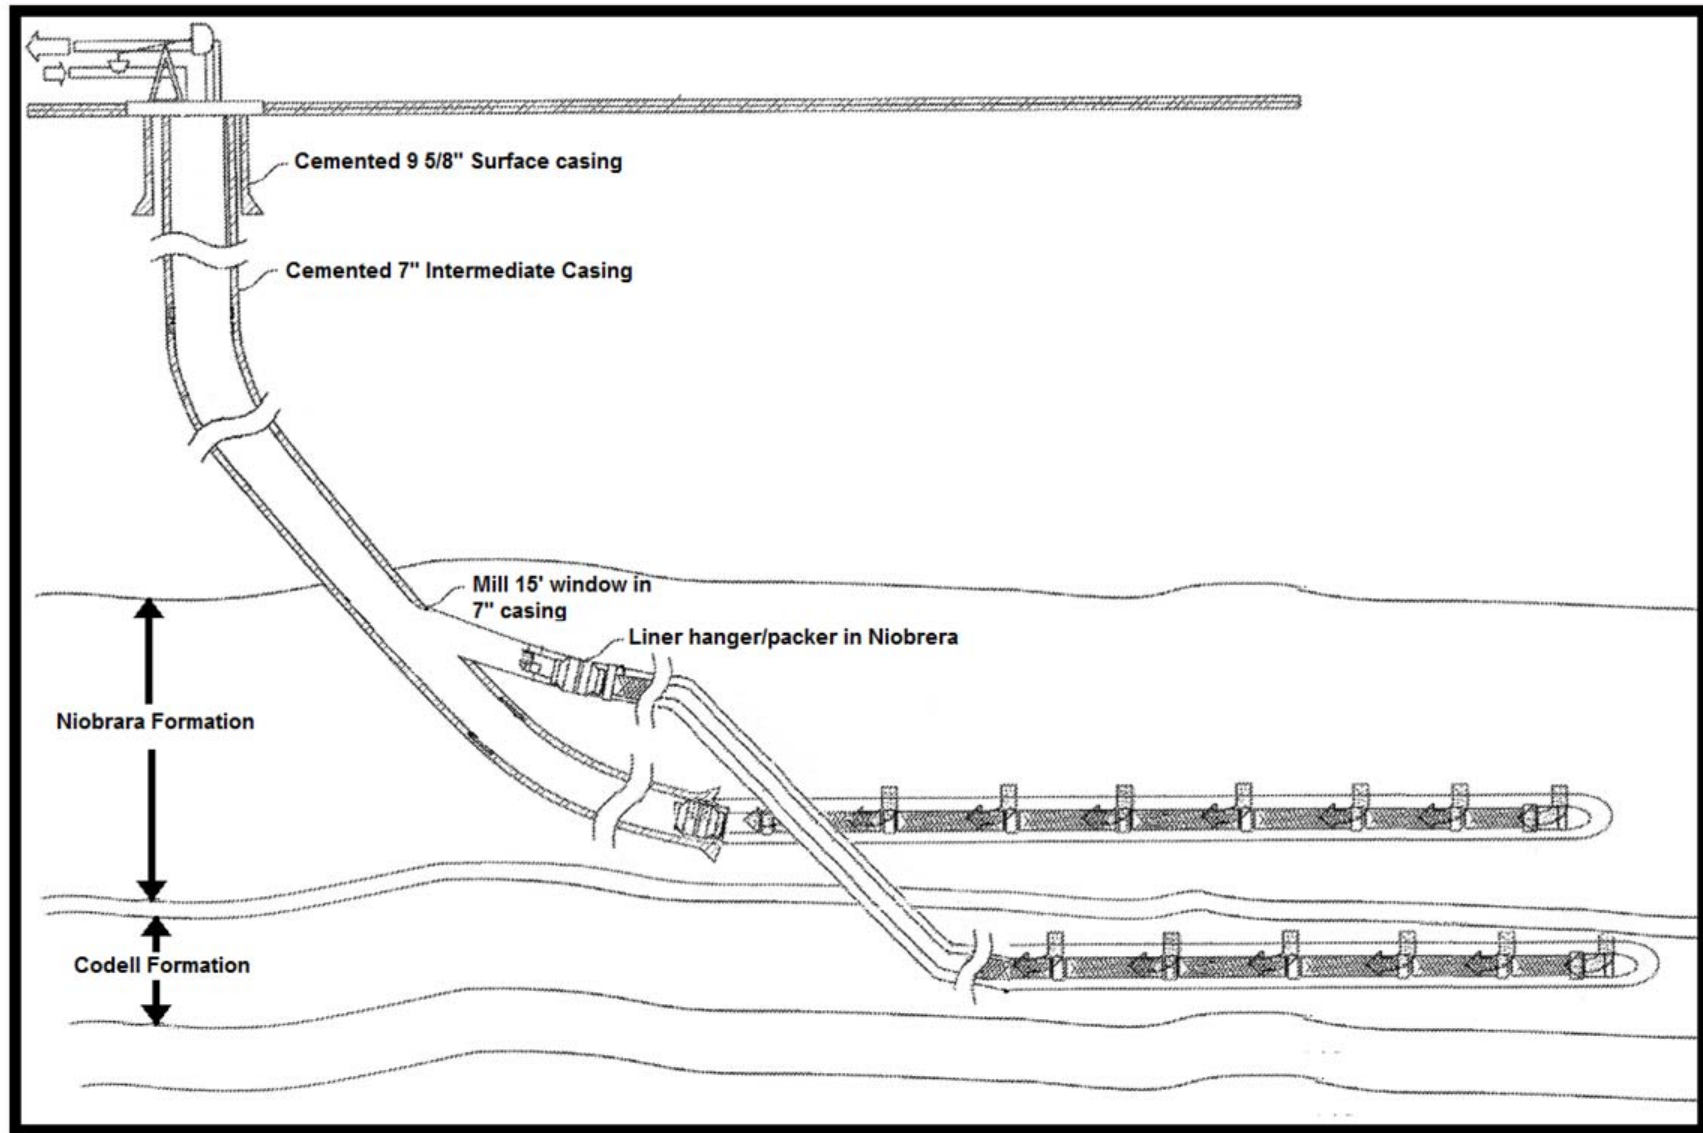 Cemented 9 5/8" Surface casing
Cemented 7" Intermediate Casing
Mill 15' window in
7" casing
Liner hanger/packer in Niobrera
Niobrara Formation
Codell Formation